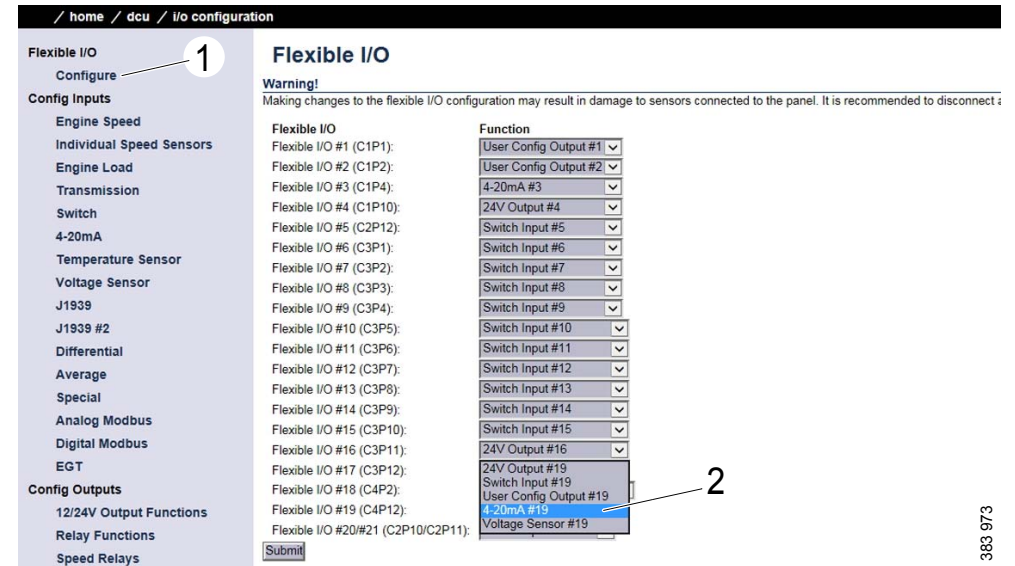 / home / dcu / i/o configuration
Flexible I/O
Configure
1
Config Inputs
Engine Speed
Individual Speed Sensors
Engine Load
Transmission
Switch
4-20mA
Temperature Sensor
Voltage Sensor
J1939
J1939 #2
Differential
Average
Special
Analog Modbus
Digital Modbus
EGT
Config Outputs
12/24V Output Functions
Relay Functions
Speed Relays
Flexible I/O
Warning!
Making changes to the flexible I/O configuration may result in damage to sensors connected to the panel. It is recommended to disconnect
Flexible I/O Function
Flexible I/O #1 (C1P1): User Config Output #1
Flexible I/O #2 (C1P2): User Config Output #2
Flexible I/O #3 (C1P4): 4-20mA #3
Flexible I/O #4 (C1P10): 24V Output #4
Flexible I/O #5 (C2P12): Switch Input #5
Flexible I/O #6 (C3P1): Switch Input #6
Flexible I/O #7 (C3P2): Switch Input #7
Flexible I/O #8 (C3P3): Switch Input #8
Flexible I/O #9 (C3P4): Switch Input #9
Flexible I/O #10 (C3P5): Switch Input #10
Flexible I/O #11 (C3P6): Switch Input #11
Flexible I/O #12 (C3P7): Switch Input #12
Flexible I/O #13 (C3P8): Switch Input #13
Flexible I/O #14 (C3P9): Switch Input #14
Flexible I/O #15 (C3P10): Switch Input #15
Flexible I/O #16 (C3P11): 24V Output #16
Flexible I/O #17 (C3P12):
Flexible I/O #18 (C4P2):
Flexible I/O #19 (C4P12):
Flexible I/O #20/#21 (C2P10/C2P11):
24V Output #19
Switch Input #19
User Config Output #19
4-20mA #19
Voltage Sensor #19
2
Submit
383 973